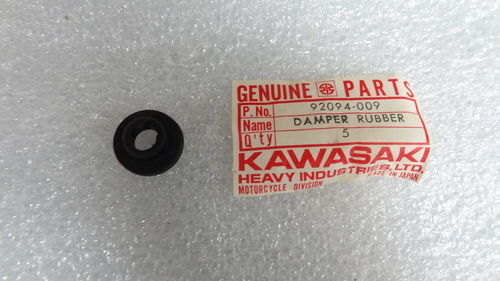 GENUINE PARTS
P. No. 92094-009
Name DAMPER RUBBER
Q'ty 5
KAWASAKI
HEAVY INDUSTRIES, LTD.
MOTORCYCLE DIVISION MADE IN JAPAN